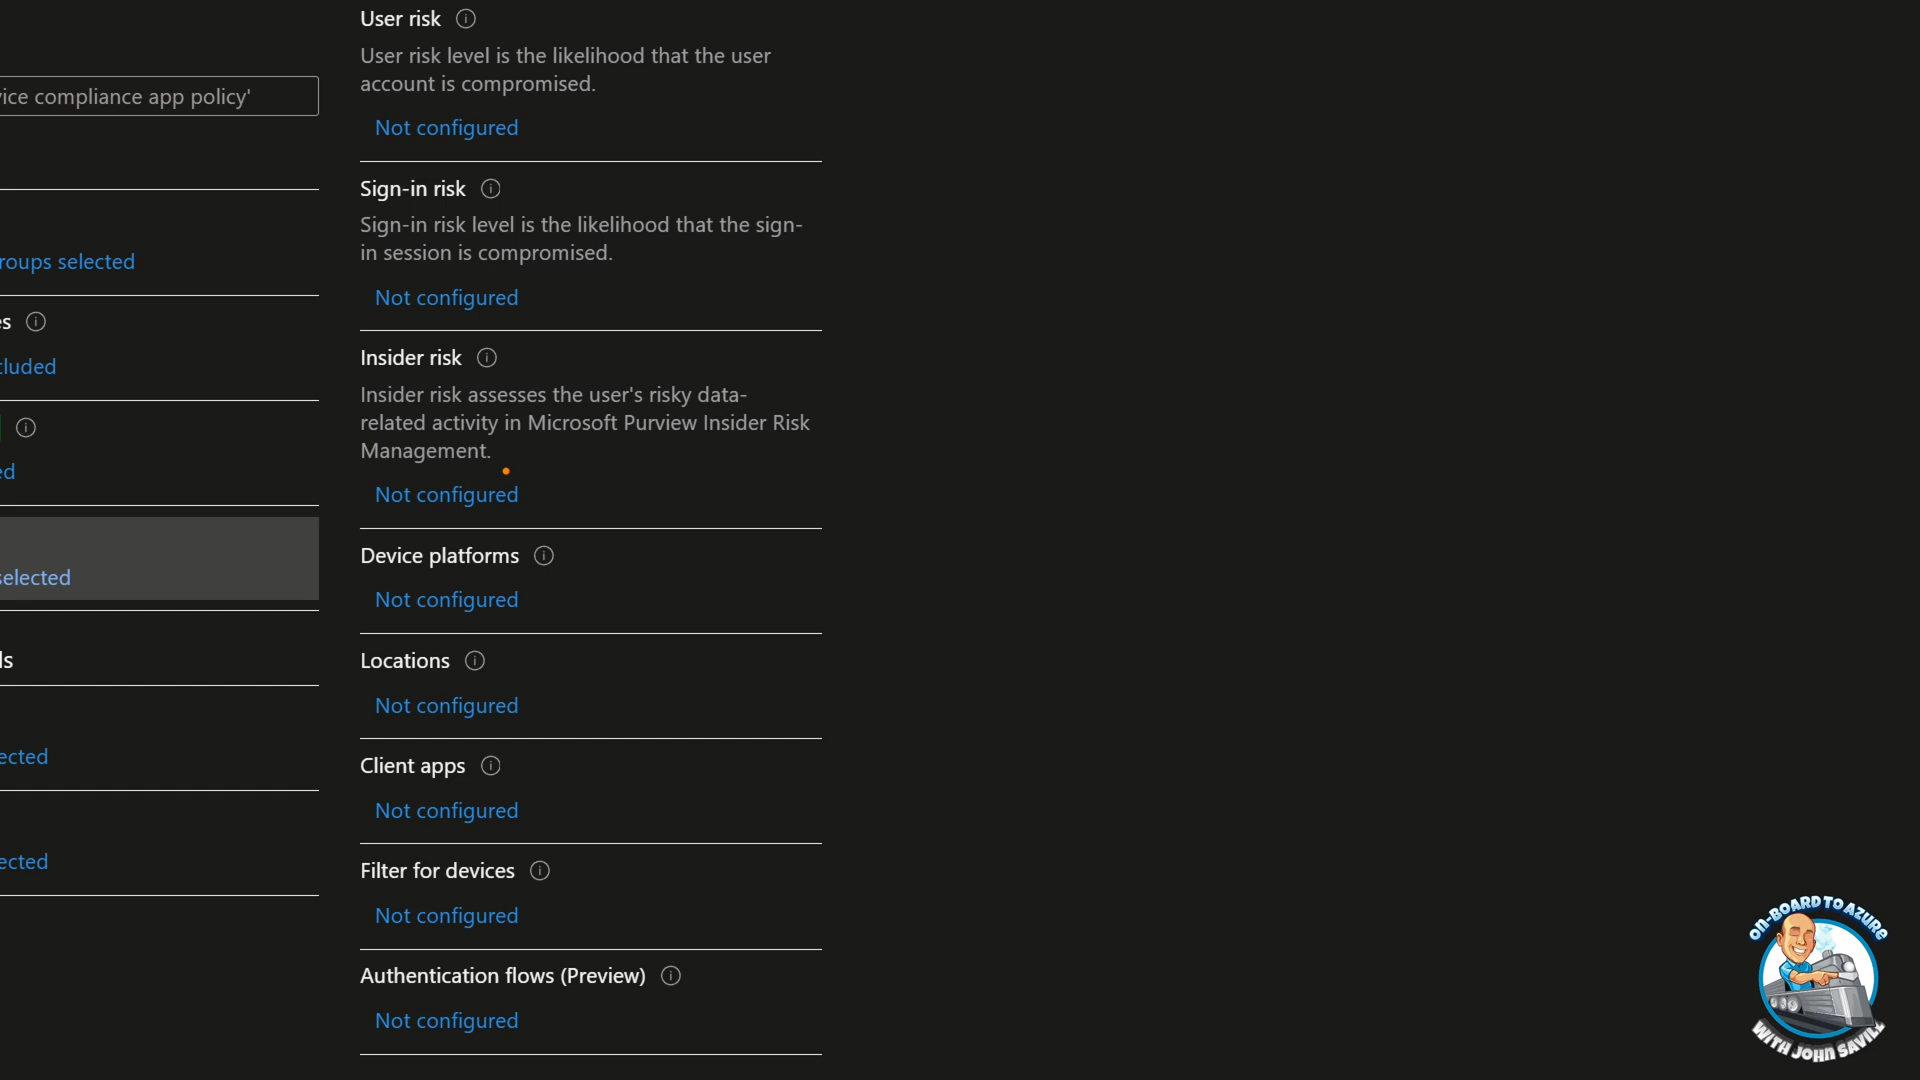 ice compliance app policy'
roups selected
es
cluded
ed
selected
ls
ected
ected
User risk
User risk level is the likelihood that the user
account is compromised.
Not configured
Sign-in risk
Sign-in risk level is the likelihood that the sign-
in session is compromised.
Not configured
Insider risk
Insider risk assesses the user's risky data-
related activity in Microsoft Purview Insider Risk
Management.
Not configured
Device platforms
Not configured
Locations
Not configured
Client apps
Not configured
Filter for devices
Not configured
Authentication flows (Preview)
Not configured
ON-BOARD TO AZURE
WITH JOHN SAVILL